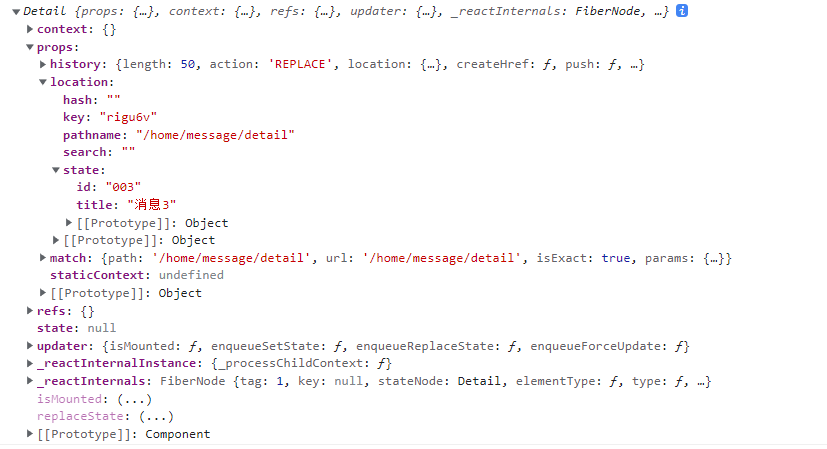 Detail {props: {…}, context: {…}, refs: {…}, updater: {…}, _reactInternals: FiberNode, …} i
context: {}
props:
history: {length: 50, action: 'REPLACE', location: {…}, createHref: ƒ, push: ƒ, …}
location:
hash: ""
key: "rigu6v"
pathname: "/home/message/detail"
search: ""
state:
id: "003"
title: "消息3"
[[Prototype]]: Object
[[Prototype]]: Object
match: {path: '/home/message/detail', url: '/home/message/detail', isExact: true, params: {…}}
staticContext: undefined
[[Prototype]]: Object
refs: {}
state: null
updater: {isMounted: ƒ, enqueueSetState: ƒ, enqueueReplaceState: ƒ, enqueueForceUpdate: ƒ}
_reactInternalInstance: {_processChildContext: ƒ}
_reactInternals: FiberNode {tag: 1, key: null, stateNode: Detail, elementType: ƒ, type: ƒ, …}
isMounted: (...)
replaceState: (...)
[[Prototype]]: Component